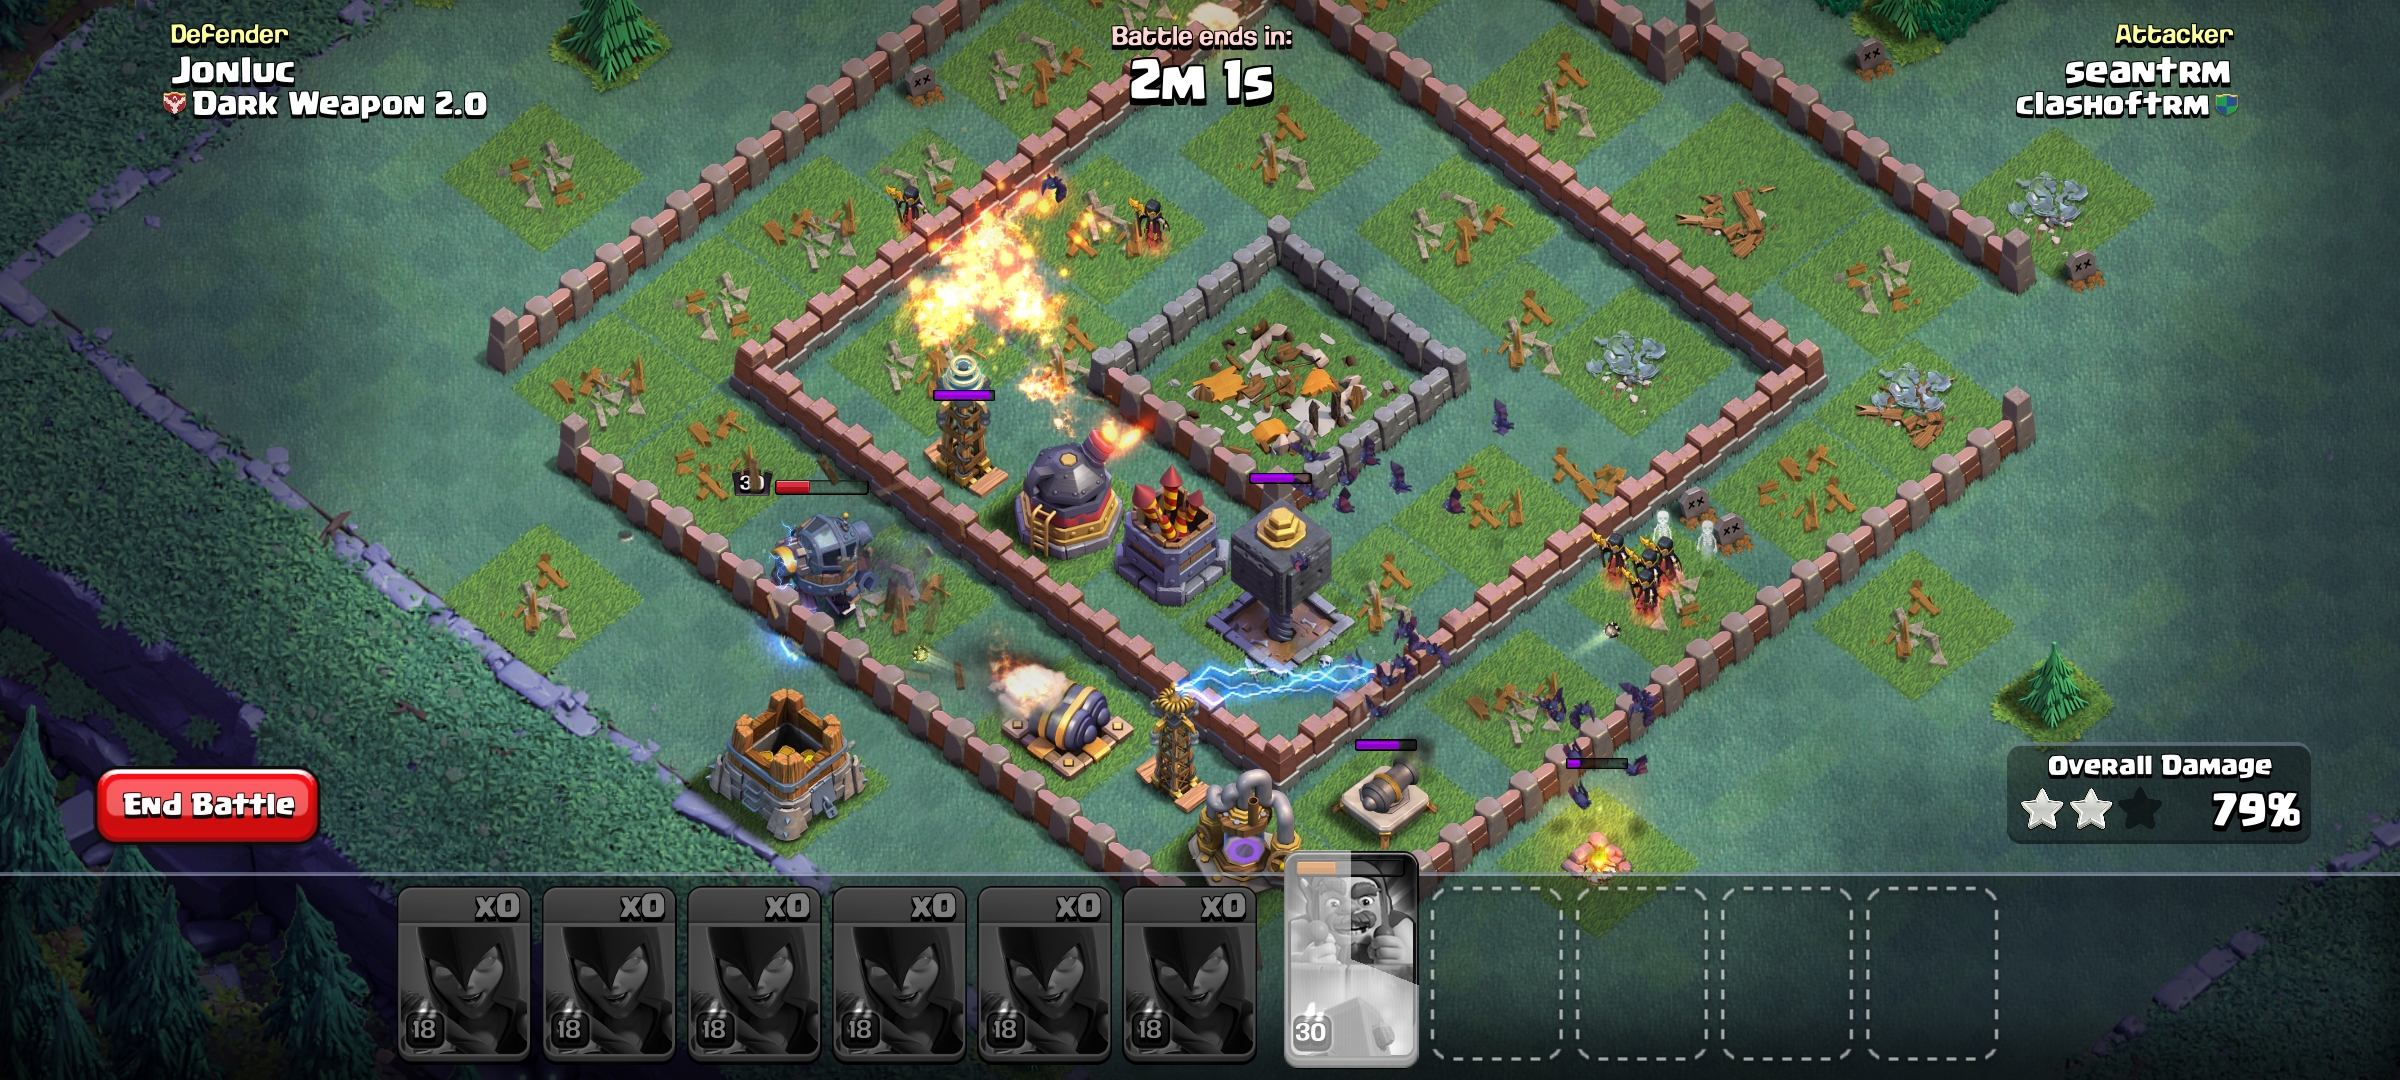 Defender
Jonluc
Dark Weapon 2.0
Battle ends in:
2m 1s
Attacker
seantrm
clashoftrm
30
End Battle
Overall Damage
79%
x0
x0
x0
x0
x0
x0
18
18
18
18
18
18
30